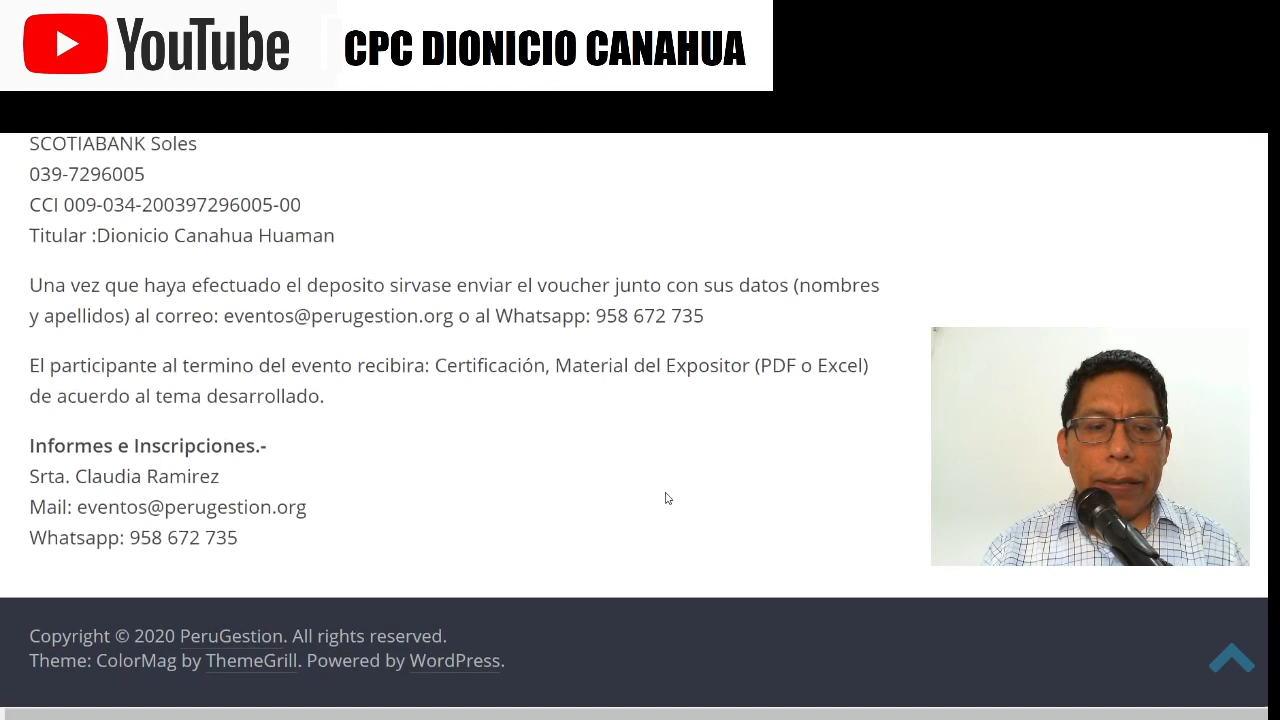 YouTube CPC DIONICIO CANAHUA
SCOTIABANK Soles
039-7296005
CCI 009-034-200397296005-00
Titular :Dionicio Canahua Huaman
Una vez que haya efectuado el deposito sirvase enviar el voucher junto con sus datos (nombres
y apellidos) al correo: eventos@perugestion.org o al Whatsapp: 958 672 735
El participante al termino del evento recibira: Certificación, Material del Expositor (PDF o Excel)
de acuerdo al tema desarrollado.
Informes e Inscripciones.-
Srta. Claudia Ramirez
Mail: eventos@perugestion.org
Whatsapp: 958 672 735
Copyright © 2020 PeruGestion. All rights reserved.
Theme: ColorMag by ThemeGrill. Powered by WordPress.